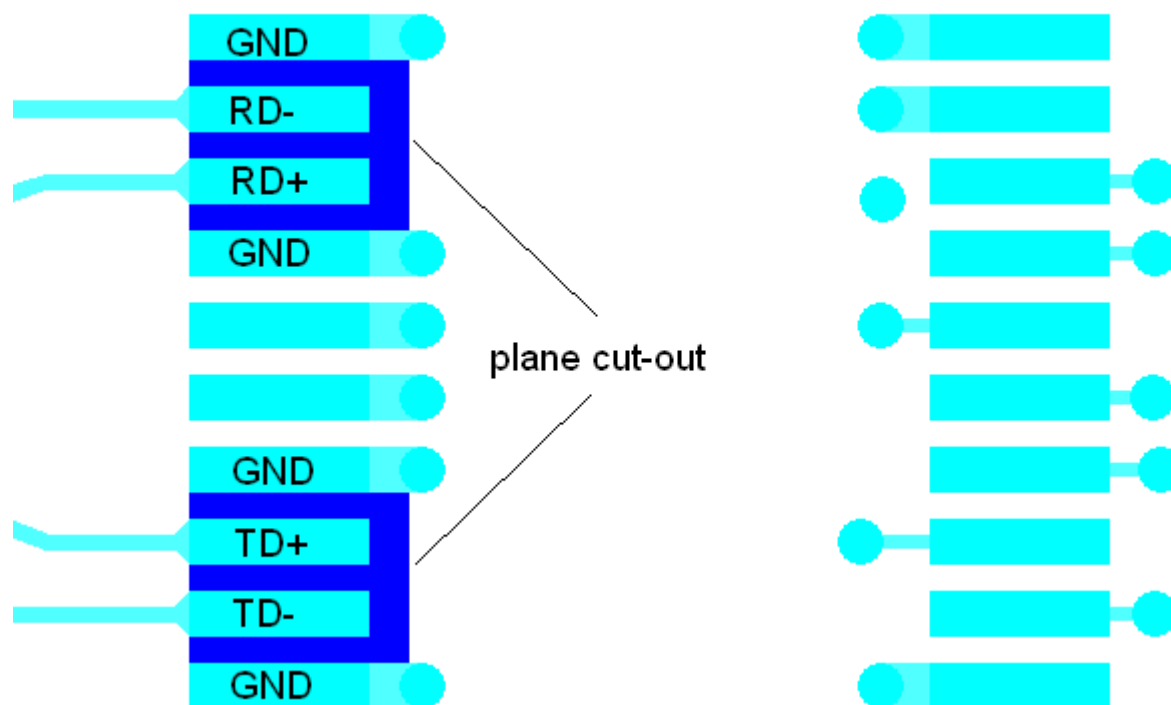 GND
RD-
RD+
GND
plane cut-out
GND
TD+
TD-
GND